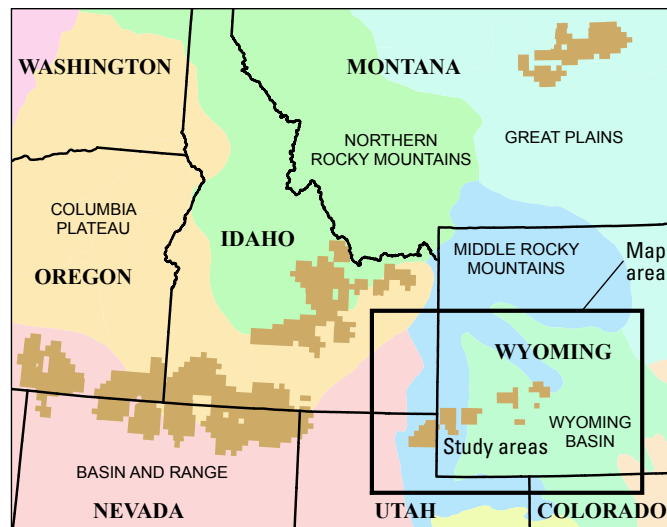 WASHINGTON
MONTANA
NORTHERN
ROCKY MOUNTAINS
GREAT PLAINS
COLUMBIA
PLATEAU
IDAHO
OREGON
MIDDLE ROCKY
MOUNTAINS
Map
area
WYOMING
WYOMING
BASIN
Study areas
BASIN AND RANGE
NEVADA
UTAH
COLORADO